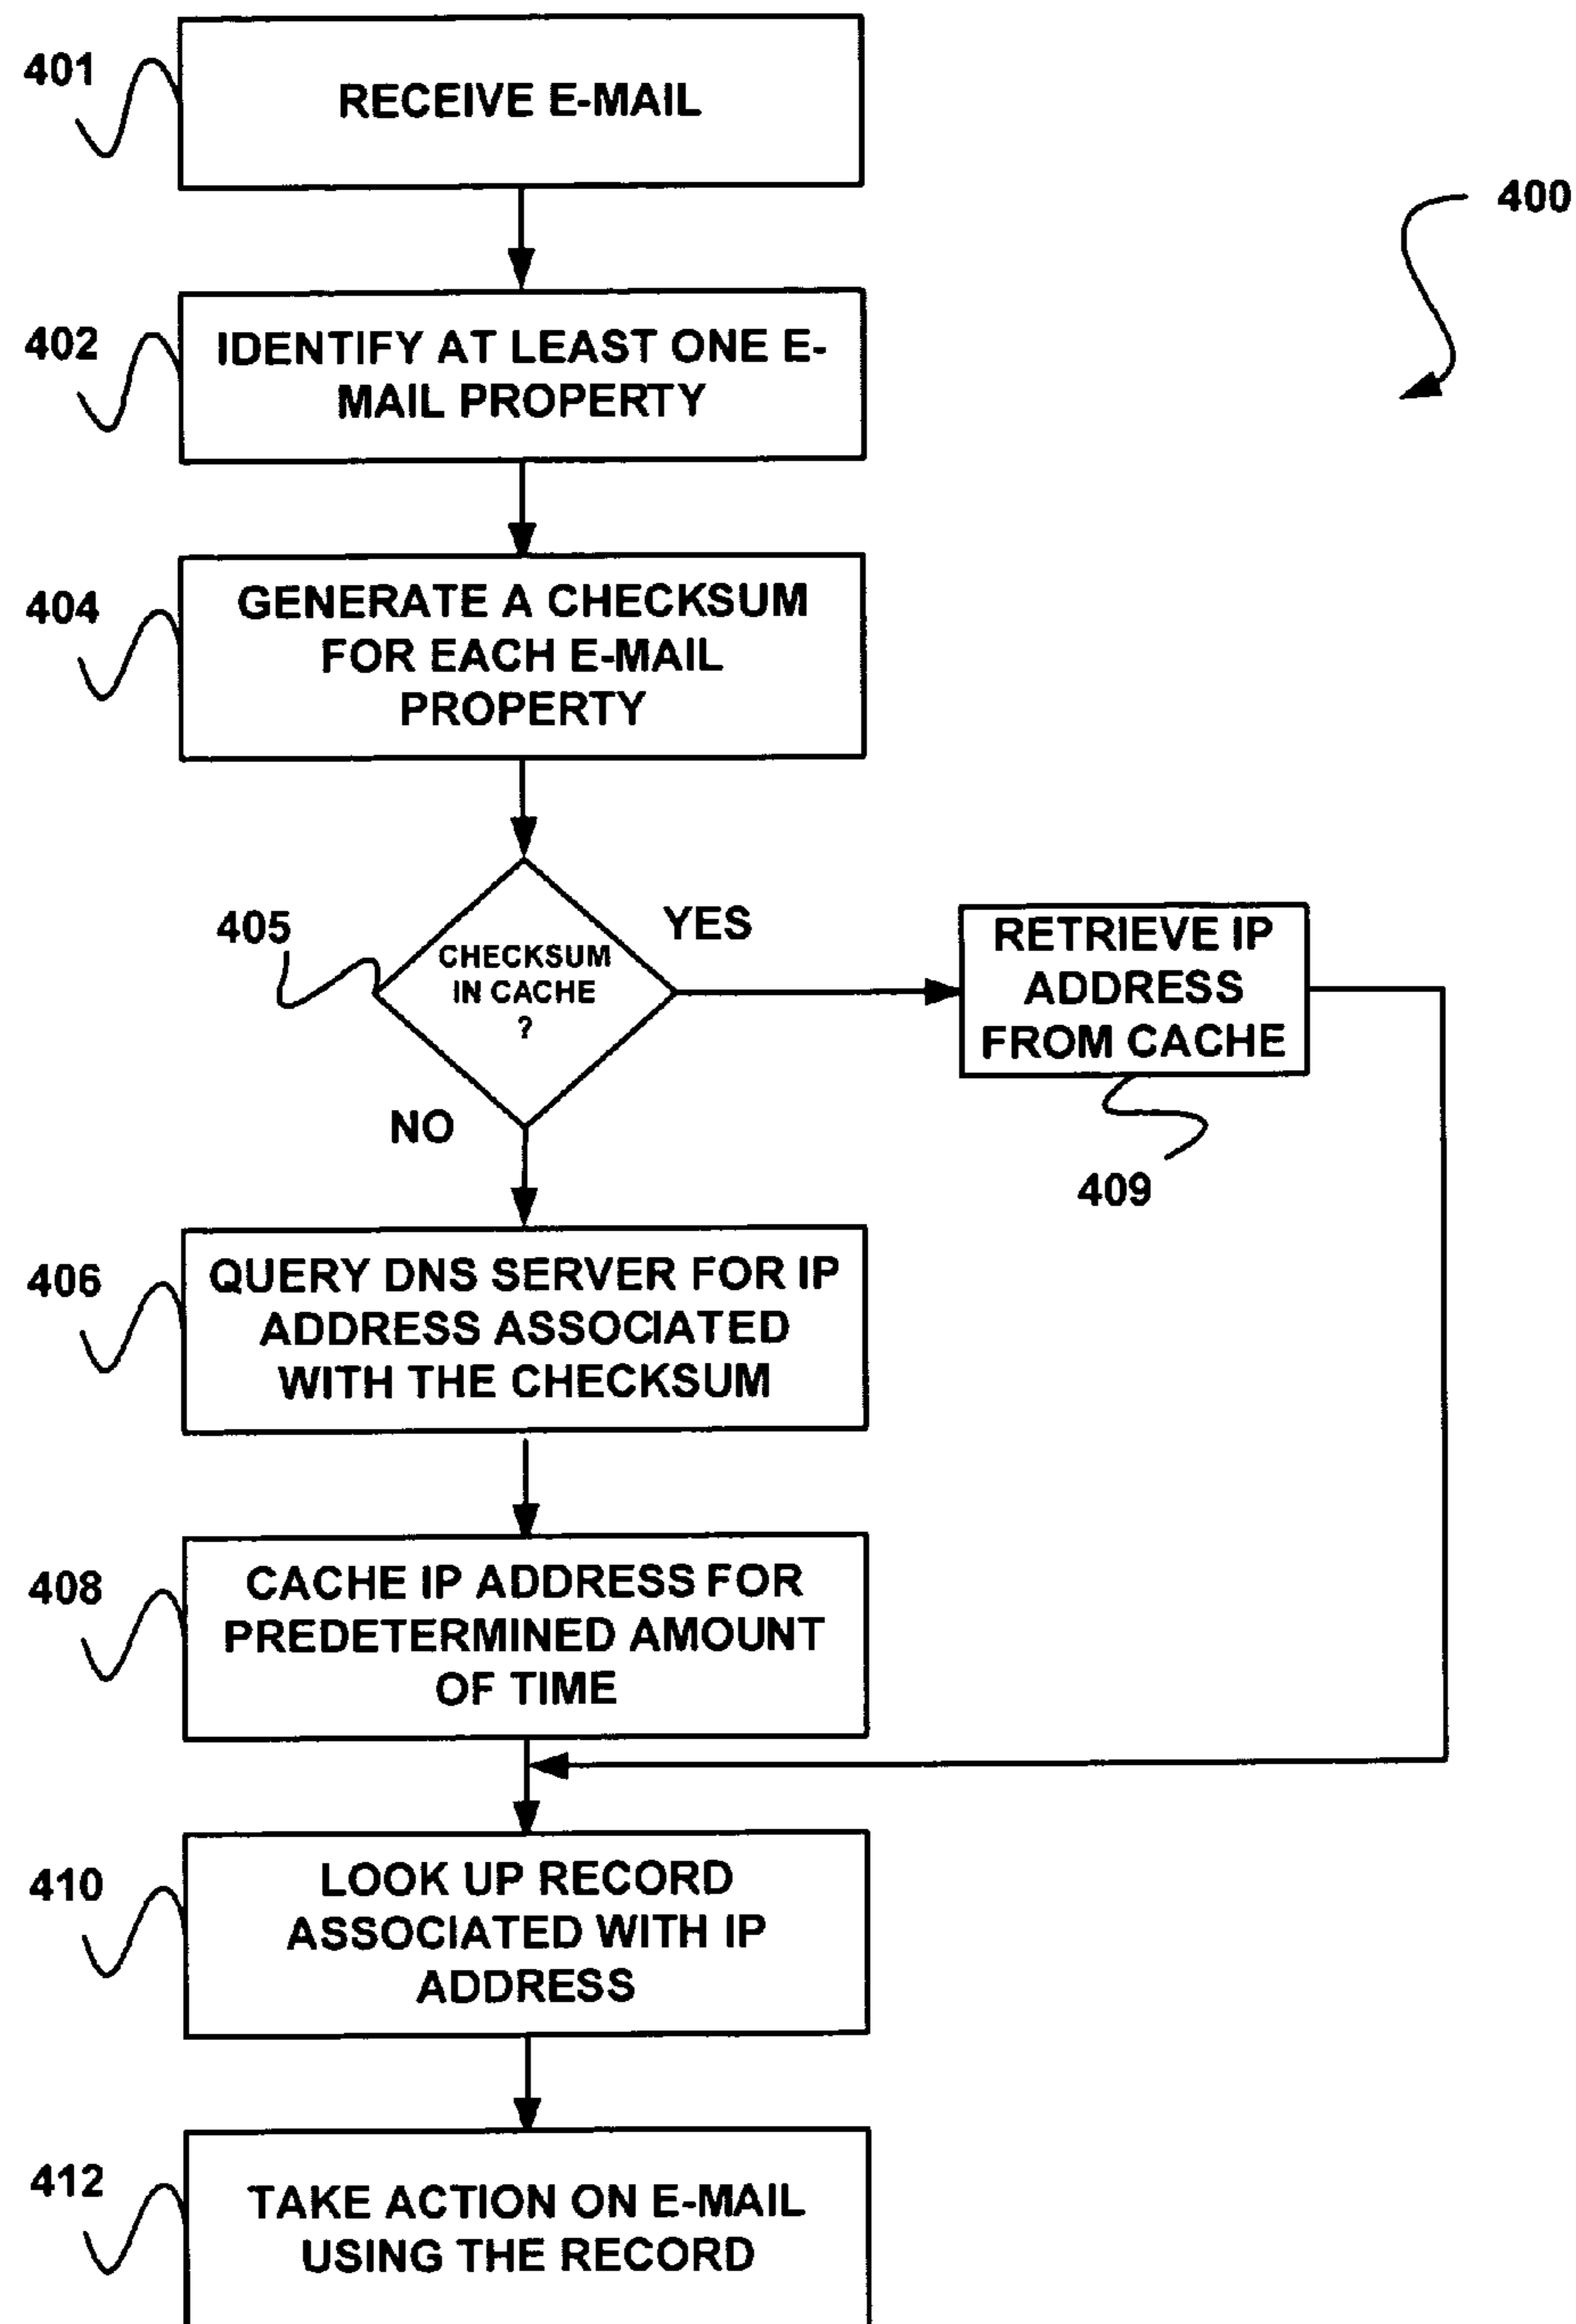 401
RECEIVE E-MAIL
400
402
IDENTIFY AT LEAST ONE E-
MAIL PROPERTY
404
GENERATE A CHECKSUM
FOR EACH E-MAIL
PROPERTY
405
CHECKSUM
IN CACHE
?
YES
RETRIEVE IP
ADDRESS
FROM CACHE
409
NO
406
QUERY DNS SERVER FOR IP
ADDRESS ASSOCIATED
WITH THE CHECKSUM
408
CACHE IP ADDRESS FOR
PREDETERMINED AMOUNT
OF TIME
410
LOOK UP RECORD
ASSOCIATED WITH IP
ADDRESS
412
TAKE ACTION ON E-MAIL
USING THE RECORD